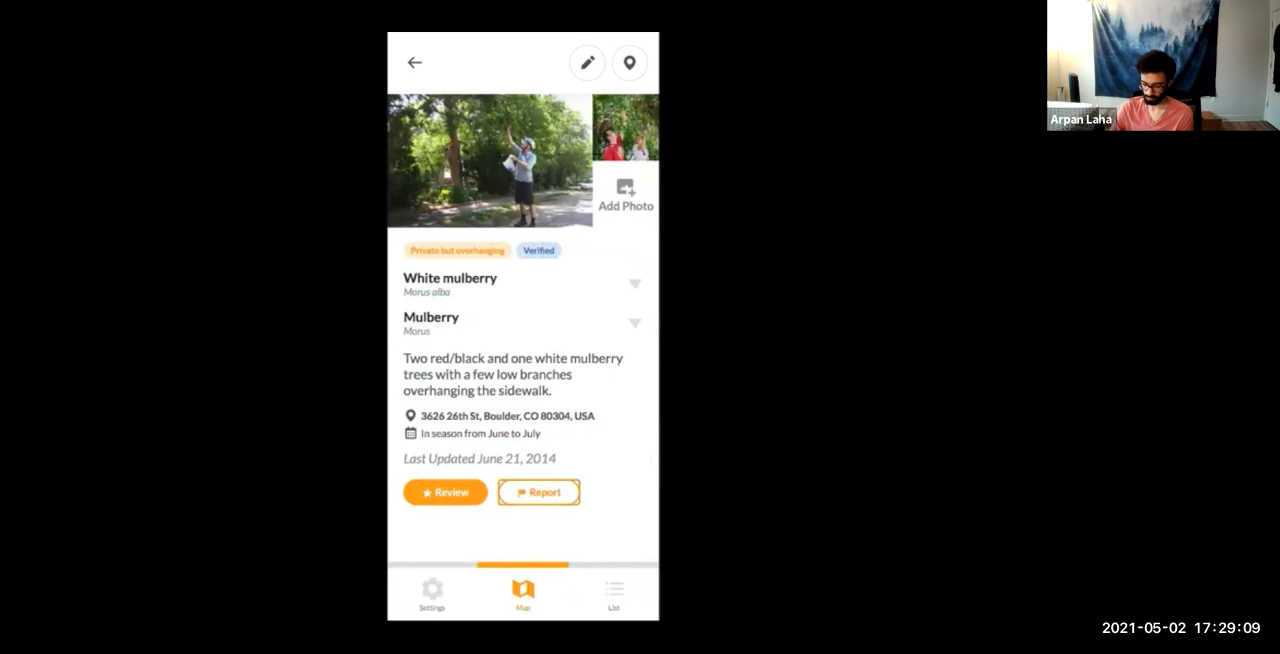 Arpan Laha
Add Photo
Private but overhanging
Verified
White mulberry
Morus alba
Mulberry
Morus
Two red/black and one white mulberry
trees with a few low branches
overhanging the sidewalk.
3626 26th St, Boulder, CO 80304, USA
In season from June to July
Last Updated June 21, 2014
Review
Report
Settings
Map
List
2021-05-02 17:29:09